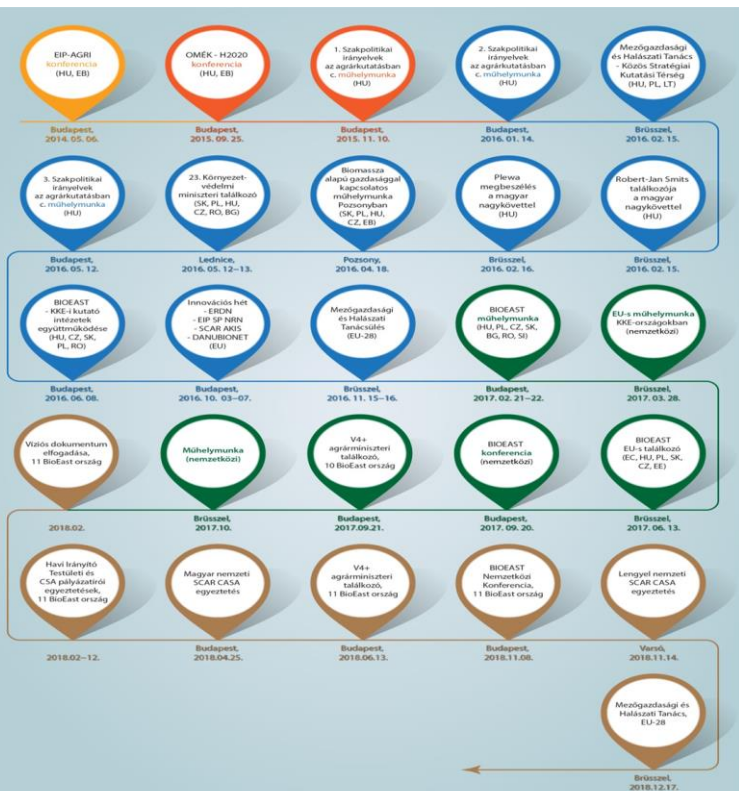 EIP-AGRI
konferencia
(HU, EB)
Budapest,
2014. 05. 06.
OMÉK - H2020
konferencia
(HU, EB)
Budapest,
2015. 09. 25.
1. Szakpolitikai
irányelvek
az agrárkutatásban
c. műhelymunka
(HU)
Budapest,
2015. 11. 10.
2. Szakpolitikai
irányelvek
az agrárkutatásban
c. műhelymunka
(HU)
Budapest,
2016. 01. 14.
Mezőgazdasági
és Halászati Tanács
- Közös Stratégiai
Kutatási Térség
(HU, PL, LT)
Brüsszel,
2016. 02. 15.
3. Szakpolitikai
irányelvek
az agrárkutatásban
c. műhelymunka
(HU)
Budapest,
2016. 05. 12.
23. Környezet-
védelmi
miniszteri találkozó
(SK, PL, HU,
CZ, RO, BG)
Lednice,
2016. 05. 12–13.
Biomassza
alapú gazdasággal
kapcsolatos
műhelymunka
Pozsonyban
(SK, PL, HU,
CZ, EB)
Pozsony,
2016. 04. 18.
Plewa
megbeszélés
a magyar
nagykövettel
(HU)
Brüsszel,
2016. 02. 16.
Robert-Jan Smits
találkozója
a magyar
nagykövettel
(HU)
Brüsszel,
2016. 02. 15.
BIOEAST
- KKE-i kutató
intézetek
együttműködése
(HU, CZ, SK,
PL, RO)
Budapest,
2016. 06. 08.
Innovációs hét
- ERDN
- EIP SP NRN
- SCAR AKIS
- DANUBIONET
(EU)
Budapest,
2016. 10. 03–07.
Mezőgazdasági
és Halászati
Tanácsülés
(EU-28)
Brüsszel,
2016. 11. 15–16.
BIOEAST
műhelymunka
(HU, PL, CZ, SK,
BG, RO, SI)
Budapest,
2017. 02. 21–22.
EU-s műhelymunka
KKE-országokban
(nemzetközi)
Brüsszel,
2017. 03. 28.
Víziós dokumentum
elfogadása,
11 BioEast ország
2018.02.
Műhelymunka
(nemzetközi)
Brüsszel,
2017.10.
V4+
agrárminiszteri
találkozó,
10 BioEast ország
Budapest,
2017.09.21.
BIOEAST
konferencia
(nemzetközi)
Budapest,
2017. 09. 20.
BIOEAST
EU-s találkozó
(EC, HU, PL, SK,
CZ, EE)
Brüsszel,
2017. 06. 13.
Havi Irányító
Testületi és
CSA pályázatírói
egyeztetések,
11 BioEast ország
2018.02–12.
Magyar nemzeti
SCAR CASA
egyeztetés
Budapest,
2018.04.25.
V4+
agrárminiszteri
találkozó,
11 BioEast ország
Budapest,
2018.06.13.
BIOEAST
Nemzetközi
Konferencia,
11 BioEast ország
Budapest,
2018.11.08.
Lengyel nemzeti
SCAR CASA
egyeztetés
Varsó,
2018.11.14.
Mezőgazdasági és
Halászati Tanács,
EU-28
Brüsszel,
2018.12.17.